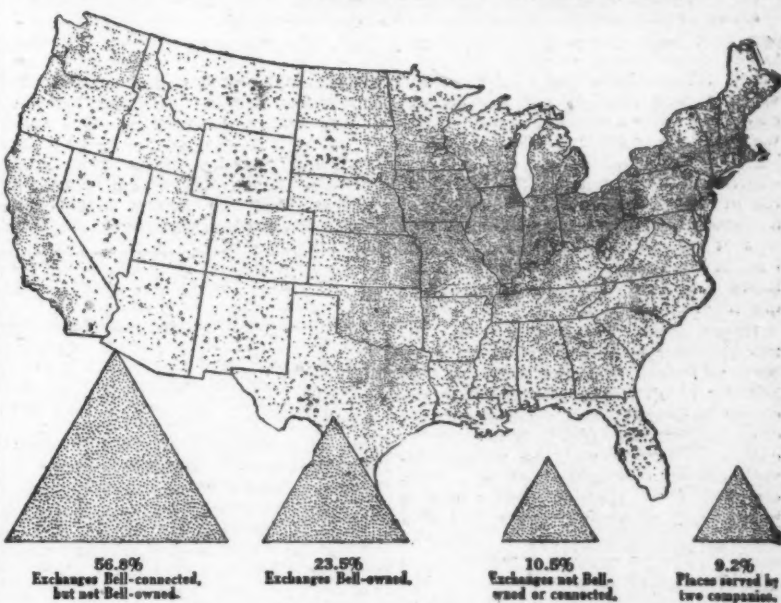 56.8%
Exchanges Bell-connected,
but not Bell-owned.
23.5%
Exchanges Bell-owned.
10.5%
Exchanges not Bell-
owned or connected.
9.2%
Places served by
two companies.